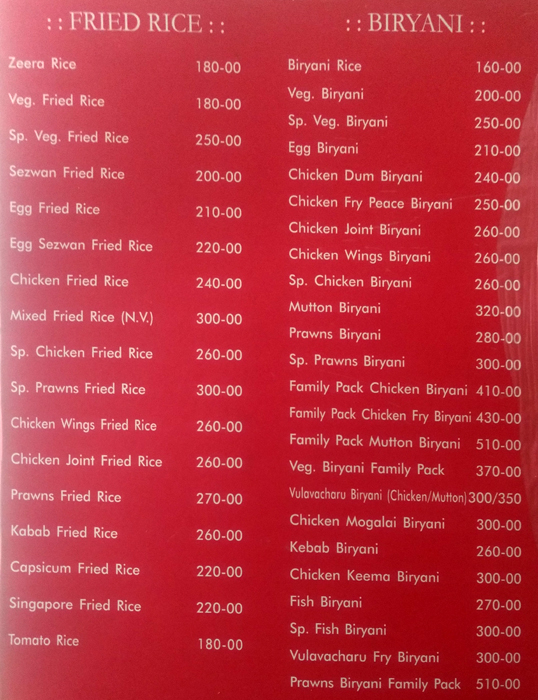 :: FRIED RICE ::
Zeera Rice 180-00
Veg. Fried Rice 180-00
Sp. Veg. Fried Rice 250-00
Sezwan Fried Rice 200-00
Egg Fried Rice 210-00
Egg Sezwan Fried Rice 220-00
Chicken Fried Rice 240-00
Mixed Fried Rice (N.V.) 300-00
Sp. Chicken Fried Rice 260-00
Sp. Prawns Fried Rice 300-00
Chicken Wings Fried Rice 260-00
Chicken Joint Fried Rice 260-00
Prawns Fried Rice 270-00
Kabab Fried Rice 260-00
Capsicum Fried Rice 220-00
Singapore Fried Rice 220-00
Tomato Rice 180-00
:: BIRYANI ::
Biryani Rice 160-00
Veg. Biryani 200-00
Sp. Veg. Biryani 250-00
Egg Biryani 210-00
Chicken Dum Biryani 240-00
Chicken Fry Peace Biryani 250-00
Chicken Joint Biryani 260-00
Chicken Wings Biryani 260-00
Sp. Chicken Biryani 260-00
Mutton Biryani 320-00
Prawns Biryani 280-00
Sp. Prawns Biryani 300-00
Family Pack Chicken Biryani 410-00
Family Pack Chicken Fry Biryani 430-00
Family Pack Mutton Biryani 510-00
Veg. Biryani Family Pack 370-00
Vulavacharu Biryani (Chicken/Mutton) 300/350
Chicken Mogalai Biryani 300-00
Kebab Biryani 260-00
Chicken Keema Biryani 300-00
Fish Biryani 270-00
Sp. Fish Biryani 300-00
Vulavacharu Fry Biryani 300-00
Prawns Biryani Family Pack 510-00